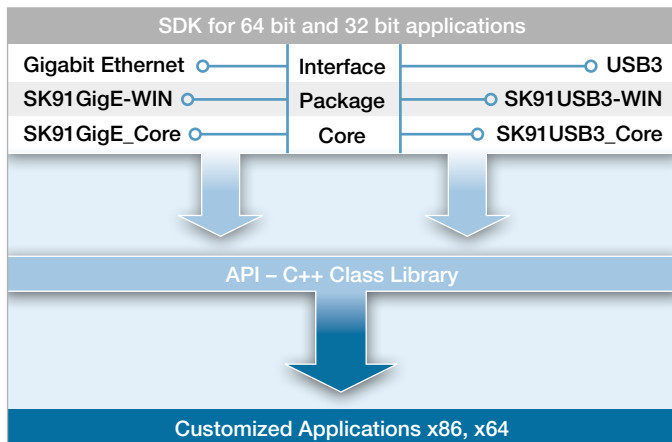 SDK for 64 bit and 32 bit applications
Gigabit Ethernet Interface USB3
SK91GigE-WIN Package SK91USB3-WIN
SK91GigE_Core Core SK91USB3_Core
API – C++ Class Library
Customized Applications x86, x64